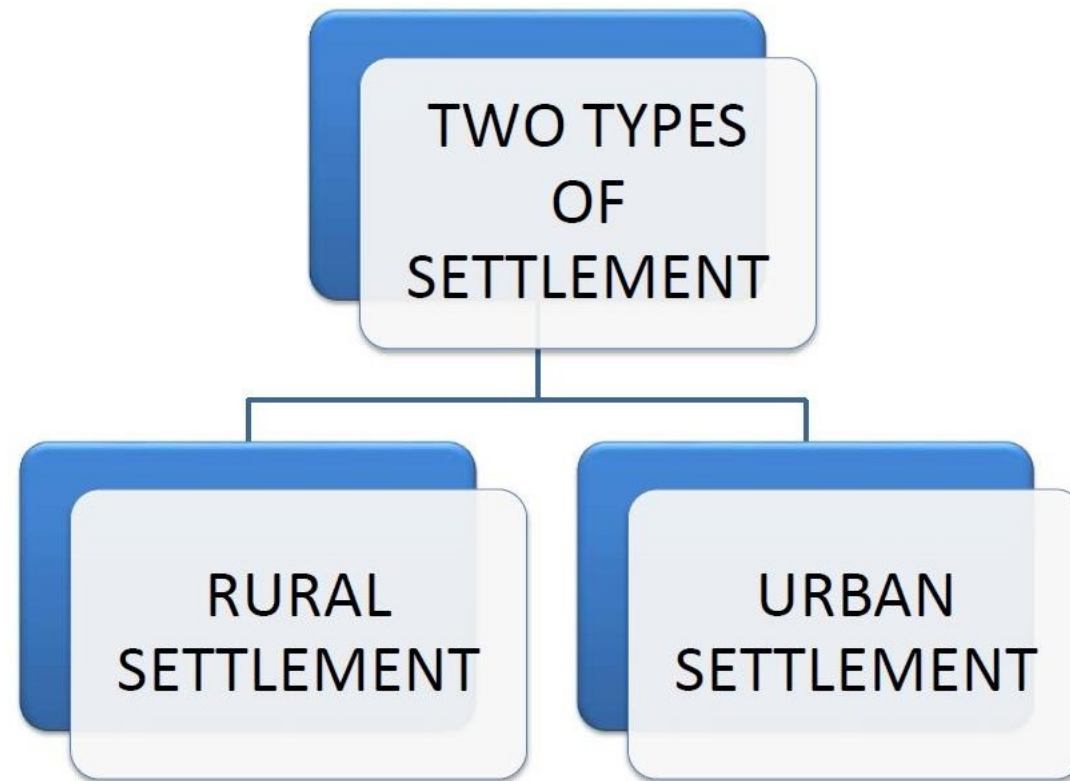 TWO TYPES
OF
SETTLEMENT
RURAL
SETTLEMENT
URBAN
SETTLEMENT